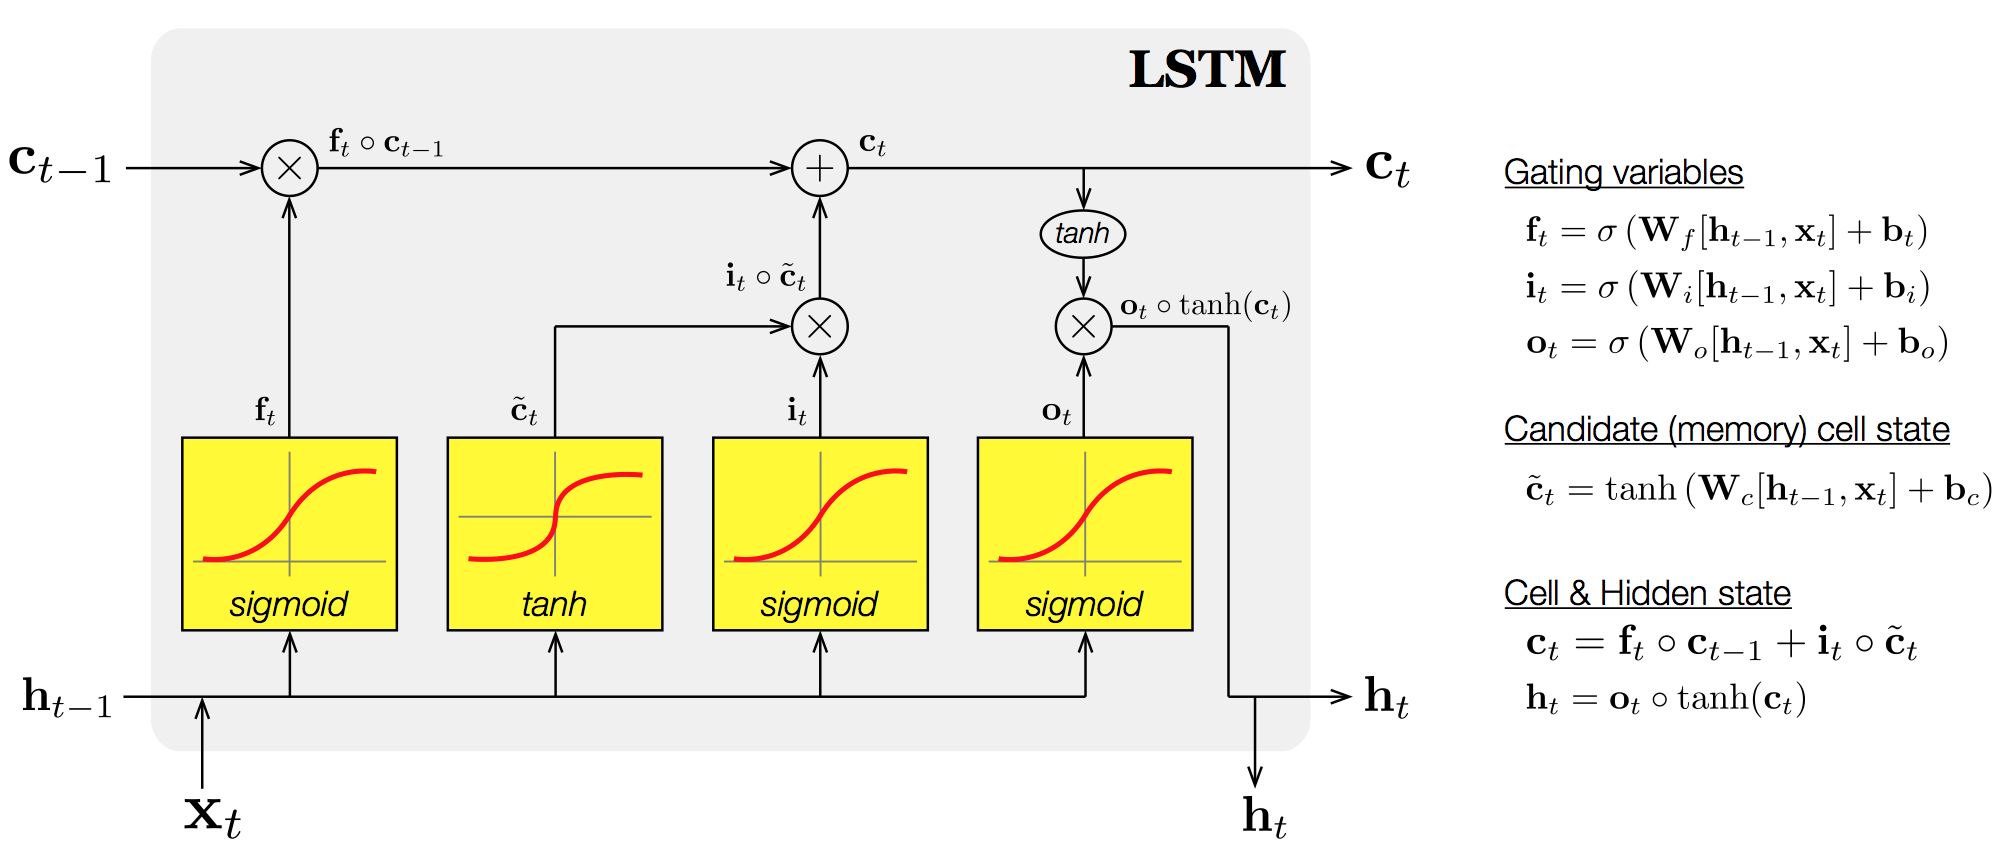 LSTM
c_{t−1}
×
f_t ∘ c_{t−1}
+
c_t
c_t
tanh
i_t ∘ c̃_t
×
×
o_t ∘ tanh(c_t)
f_t
c̃_t
i_t
o_t
sigmoid
tanh
sigmoid
sigmoid
h_{t−1}
h_t
x_t
h_t
Gating variables
f_t = σ (W_f[h_{t−1}, x_t] + b_t)
i_t = σ (W_i[h_{t−1}, x_t] + b_i)
o_t = σ (W_o[h_{t−1}, x_t] + b_o)
Candidate (memory) cell state
c̃_t = tanh (W_c[h_{t−1}, x_t] + b_c)
Cell & Hidden state
c_t = f_t ∘ c_{t−1} + i_t ∘ c̃_t
h_t = o_t ∘ tanh(c_t)